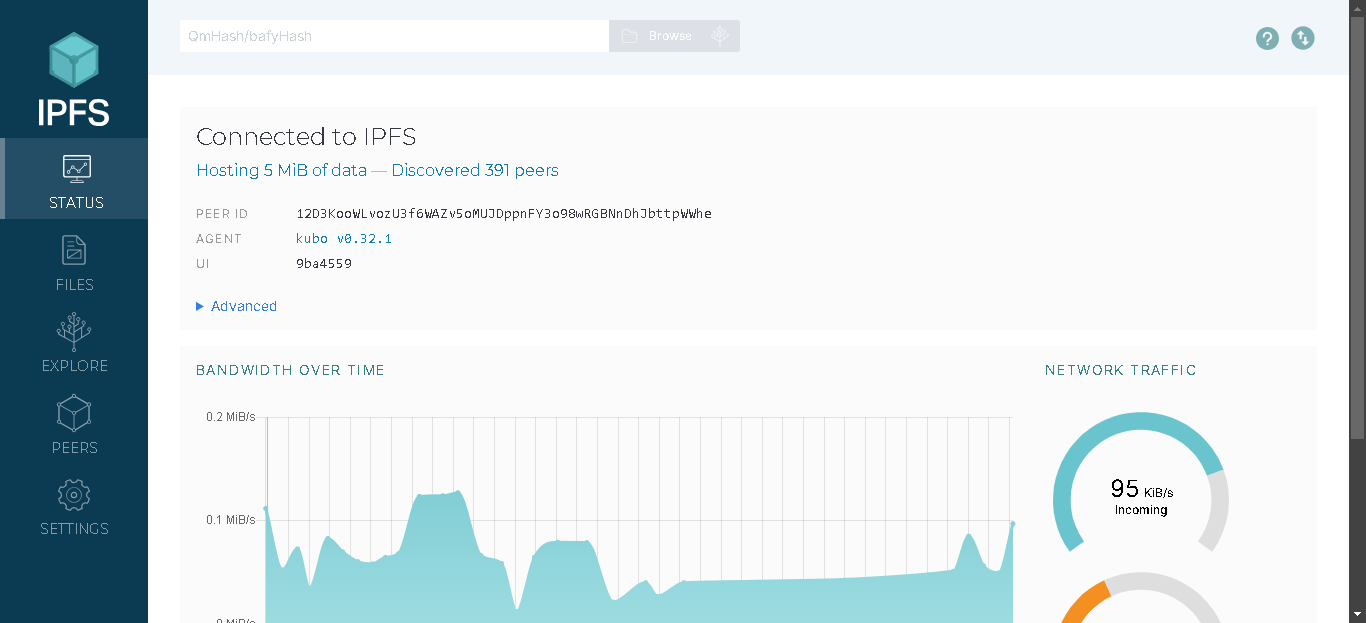 IPFS
STATUS
FILES
EXPLORE
PEERS
SETTINGS
QmHash/bafyHash
Browse
Connected to IPFS
Hosting 5 MiB of data — Discovered 391 peers
PEER ID 12D3KooWLvozU3f6WAZv5oMUJDppnFY3o98wRGBNnDhJbttpWWhe
AGENT kubo v0.32.1
UI 9ba4559
Advanced
BANDWIDTH OVER TIME
0.2 MiB/s
0.1 MiB/s
0 MiB/s
NETWORK TRAFFIC
95 KiB/s
Incoming